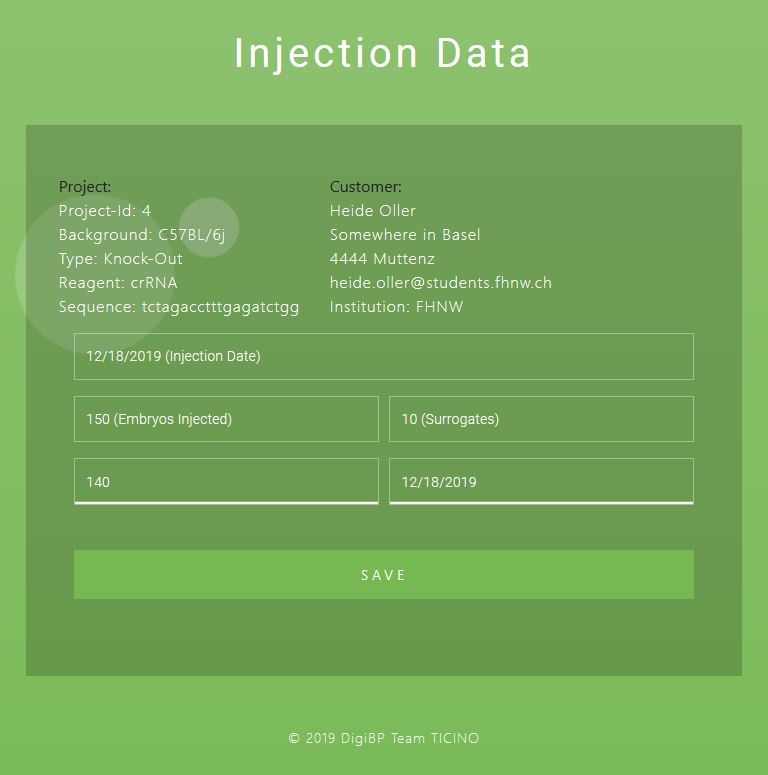 Injection Data
Project:
Project-Id: 4
Background: C57BL/6j
Type: Knock-Out
Reagent: crRNA
Sequence: tctagacctttgagatctgg
Customer:
Heide Oller
Somewhere in Basel
4444 Muttenz
heide.oller@students.fhnw.ch
Institution: FHNW
12/18/2019 (Injection Date)
150 (Embryos Injected)
10 (Surrogates)
140
12/18/2019
SAVE
© 2019 DigiBP Team TICINO